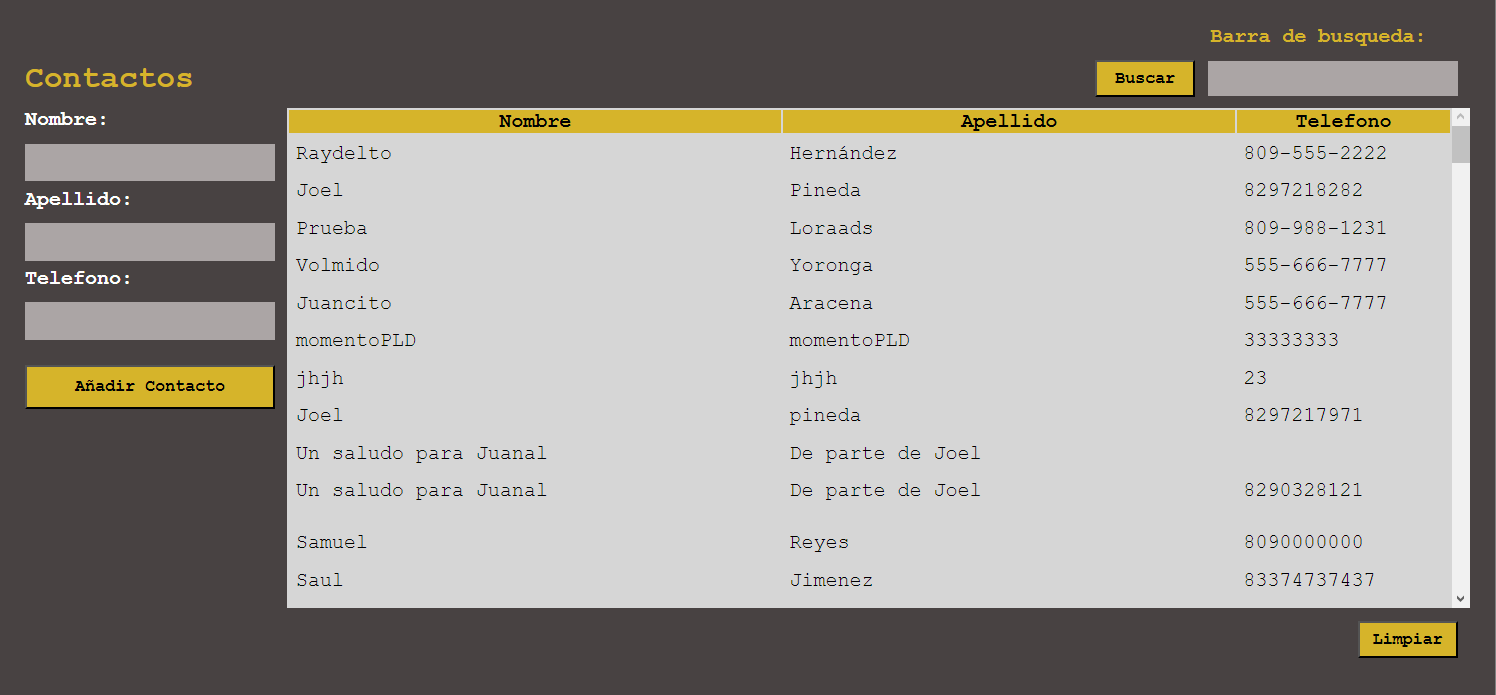 Barra de busqueda:
Contactos
Buscar
Nombre:
Apellido:
Telefono:
Añadir Contacto
Nombre Apellido Telefono
Raydelto Hernández 809-555-2222
Joel Pineda 8297218282
Prueba Loraads 809-988-1231
Volmido Yoronga 555-666-7777
Juancito Aracena 555-666-7777
momentoPLD momentoPLD 33333333
jhjh jhjh 23
Joel pineda 8297217971
Un saludo para Juanal De parte de Joel
Un saludo para Juanal De parte de Joel 8290328121
Samuel Reyes 8090000000
Saul Jimenez 83374737437
Limpiar